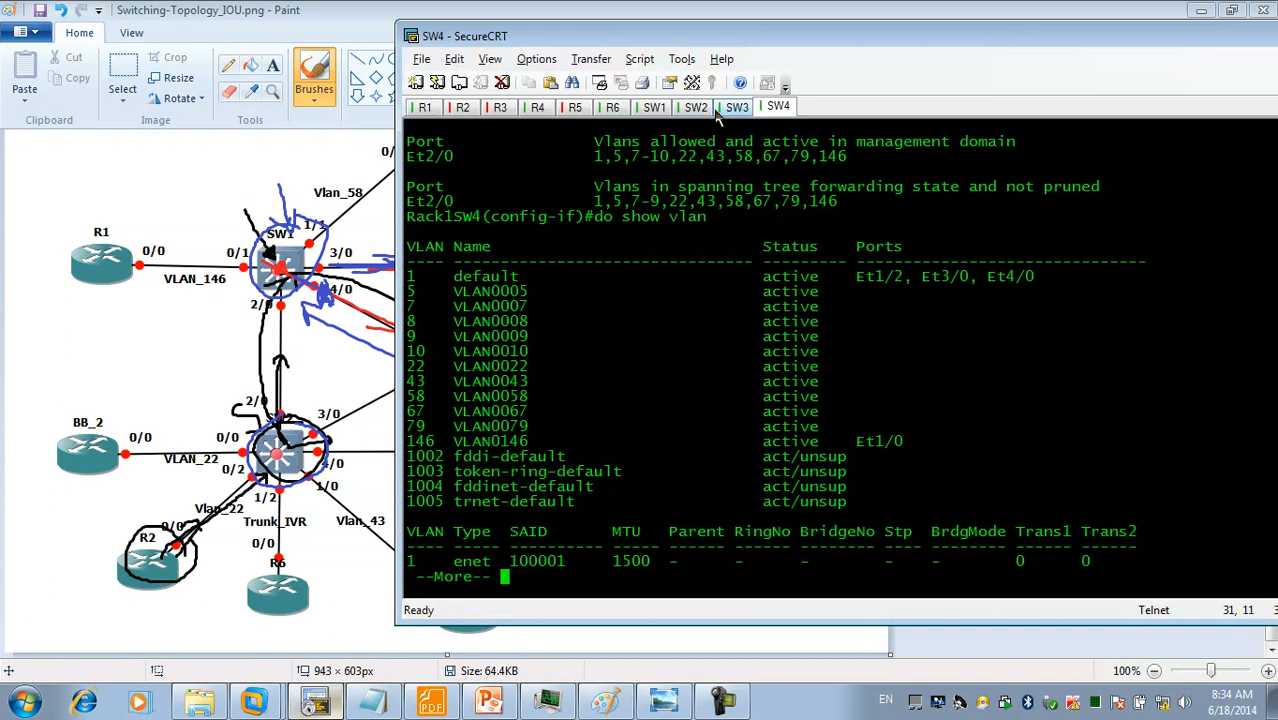 Switching-Topology_IOU.png - Paint
Home View
Paste
Cut
Copy
Clipboard
Select
Crop
Resize
Rotate
Image
Tools
Brushes
SW4 - SecureCRT
File Edit View Options Transfer Script Tools Help
R1 R2 R3 R4 R5 R6 SW1 SW2 SW3 SW4
Port Vlans allowed and active in management domain
Et2/0 1,5,7-10,22,43,58,67,79,146
Port Vlans in spanning tree forwarding state and not pruned
Et2/0 1,5,7-9,22,43,58,67,79,146
Rack1SW4(config-if)#do show vlan
VLAN Name Status Ports
---- -------------------------------- --------- -------------------------------
1 default active Et1/2, Et3/0, Et4/0
5 VLAN0005 active
7 VLAN0007 active
8 VLAN0008 active
9 VLAN0009 active
10 VLAN0010 active
22 VLAN0022 active
43 VLAN0043 active
58 VLAN0058 active
67 VLAN0067 active
79 VLAN0079 active
146 VLAN0146 active Et1/0
1002 fddi-default act/unsup
1003 token-ring-default act/unsup
1004 fddinet-default act/unsup
1005 trnet-default act/unsup
VLAN Type SAID MTU Parent RingNo BridgeNo Stp BrdgMode Trans1 Trans2
---- ----- ---------- ----- ------ ------ -------- ---- -------- ------ ------
1 enet 100001 1500 - - - - - 0 0
--More--
Ready Telnet 31, 11
Vlan_58
R1
0/0
0/1
VLAN_146
SW1
1/1
3/0
4/0
2/0
2/0
3/0
BB_2
0/0
0/0
VLAN_22
0/2
4/0
1/0
1/2
Vlan_22
Trunk_IVR
Vlan_43
R2
0/0
0/0
R6
943 × 603px
Size: 64.4KB
100%
EN
8:34 AM
6/18/2014